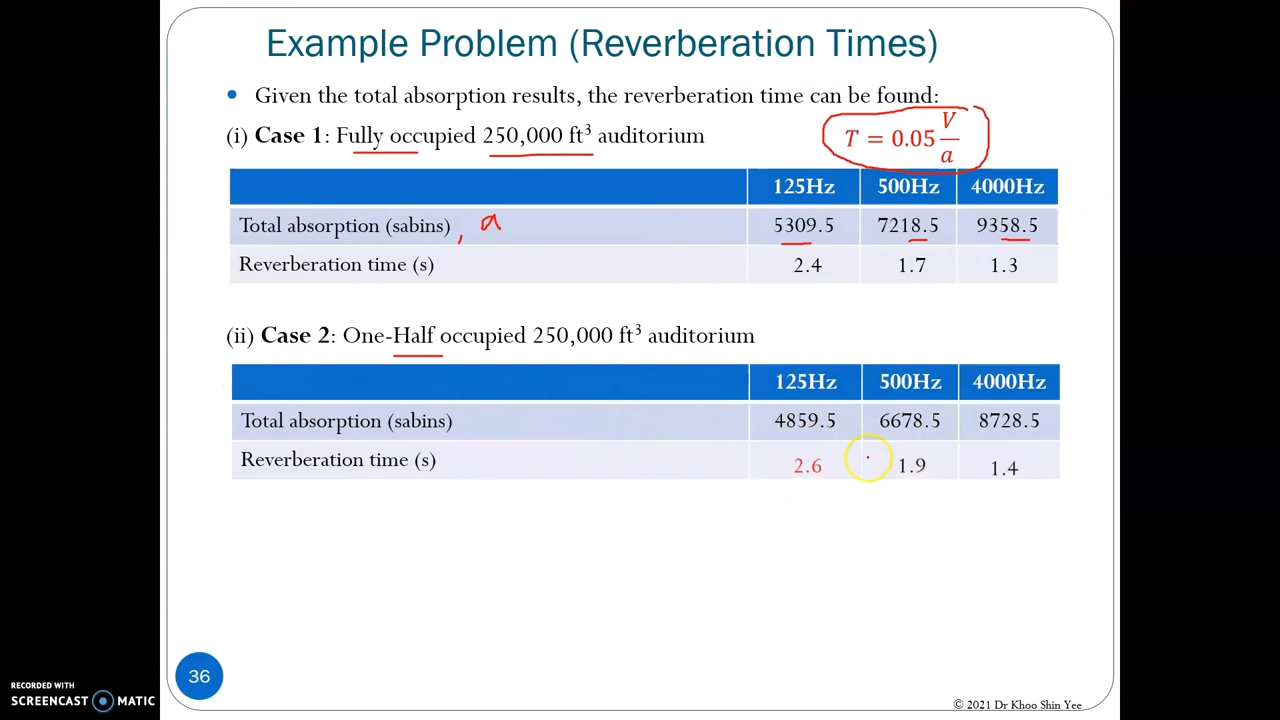 Example Problem (Reverberation Times)
• Given the total absorption results, the reverberation time can be found:
(i) Case 1: Fully occupied 250,000 ft³ auditorium
T = 0.05 V/a
125Hz 500Hz 4000Hz
Total absorption (sabins) , a 5309.5 7218.5 9358.5
Reverberation time (s) 2.4 1.7 1.3
(ii) Case 2: One-Half occupied 250,000 ft³ auditorium
125Hz 500Hz 4000Hz
Total absorption (sabins) 4859.5 6678.5 8728.5
Reverberation time (s) 2.6 1.9 1.4
36
RECORDED WITH
SCREENCAST MATIC
© 2021 Dr Khoo Shin Yee